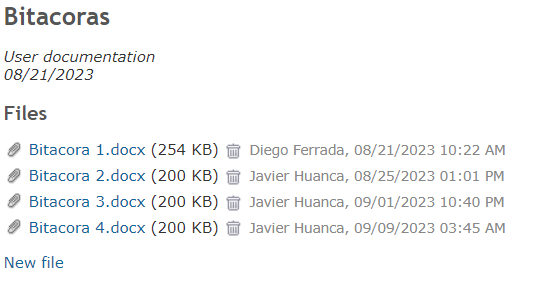 Bitacoras
User documentation
08/21/2023
Files
Bitacora 1.docx (254 KB) Diego Ferrada, 08/21/2023 10:22 AM
Bitacora 2.docx (200 KB) Javier Huanca, 08/25/2023 01:01 PM
Bitacora 3.docx (200 KB) Javier Huanca, 09/01/2023 10:40 PM
Bitacora 4.docx (200 KB) Javier Huanca, 09/09/2023 03:45 AM
New file